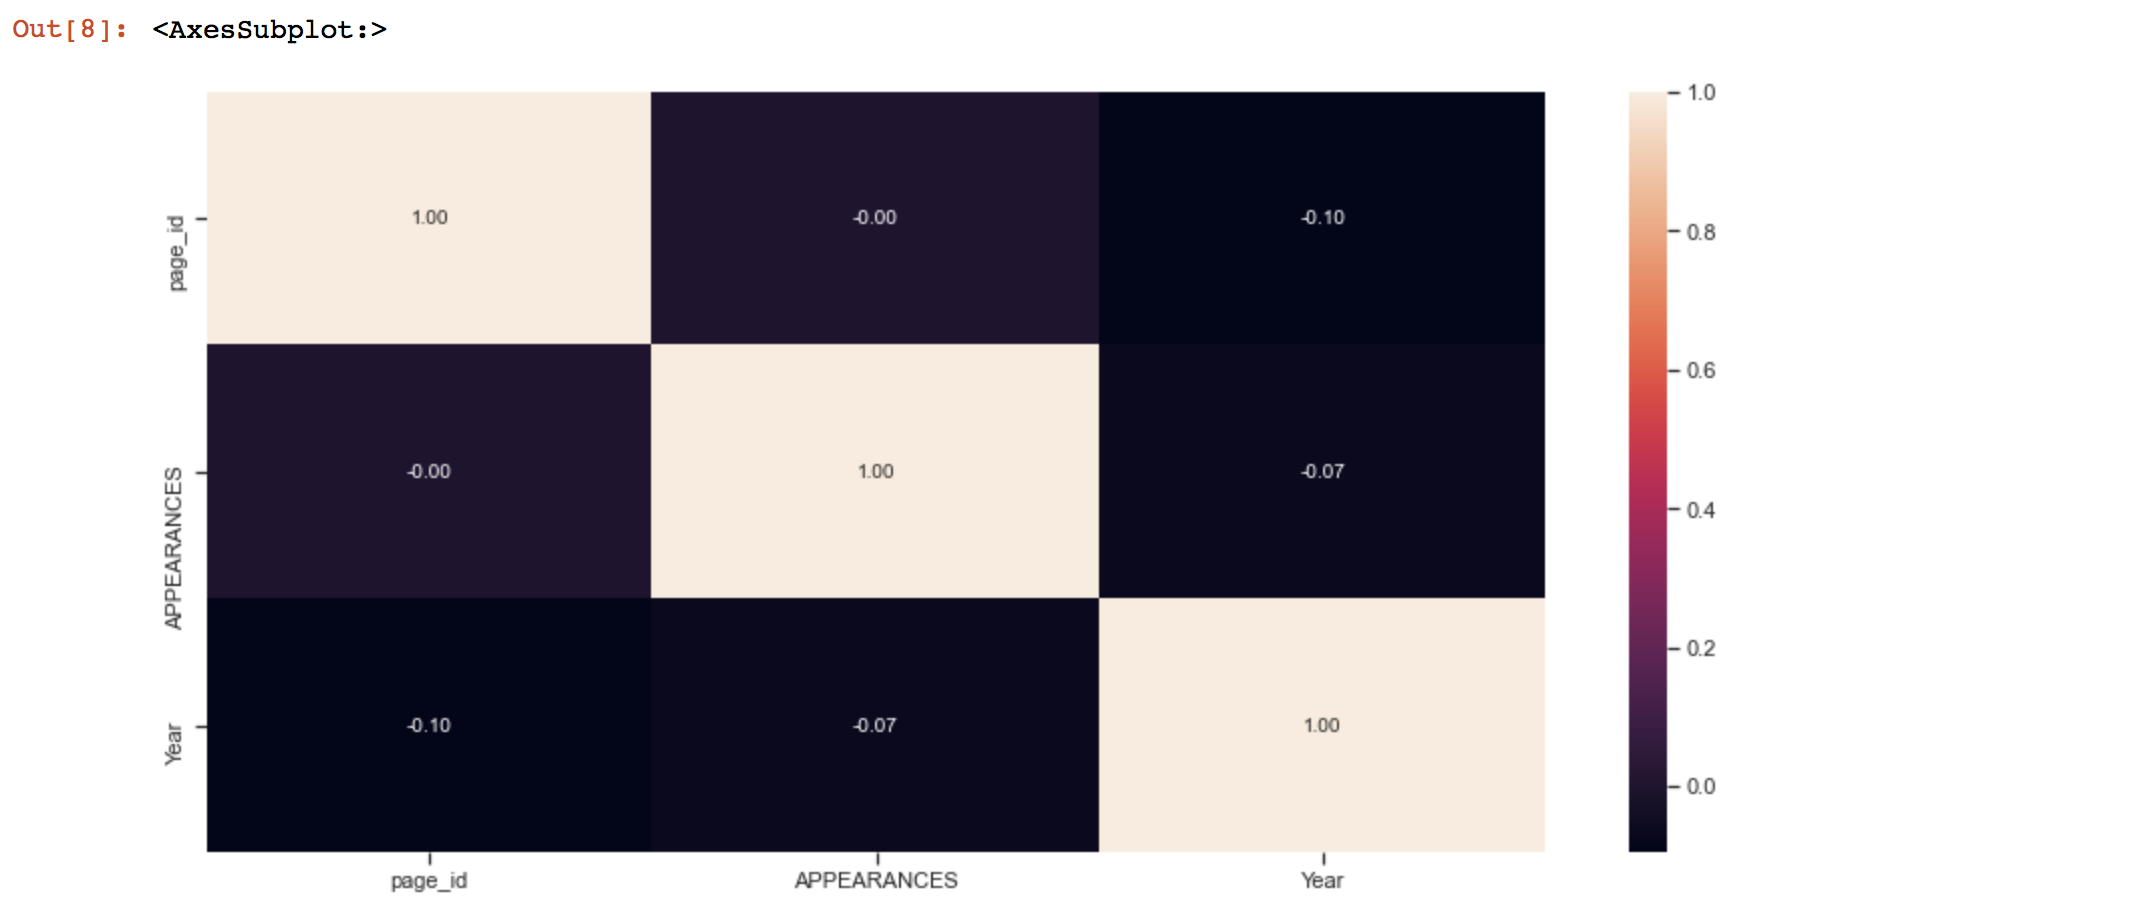 Out[8]: <AxesSubplot:>
1.0
page_id 1.00 -0.00 -0.10
0.8
0.6
APPEARANCES -0.00 1.00 -0.07
0.4
0.2
Year -0.10 -0.07 1.00
0.0
page_id APPEARANCES Year